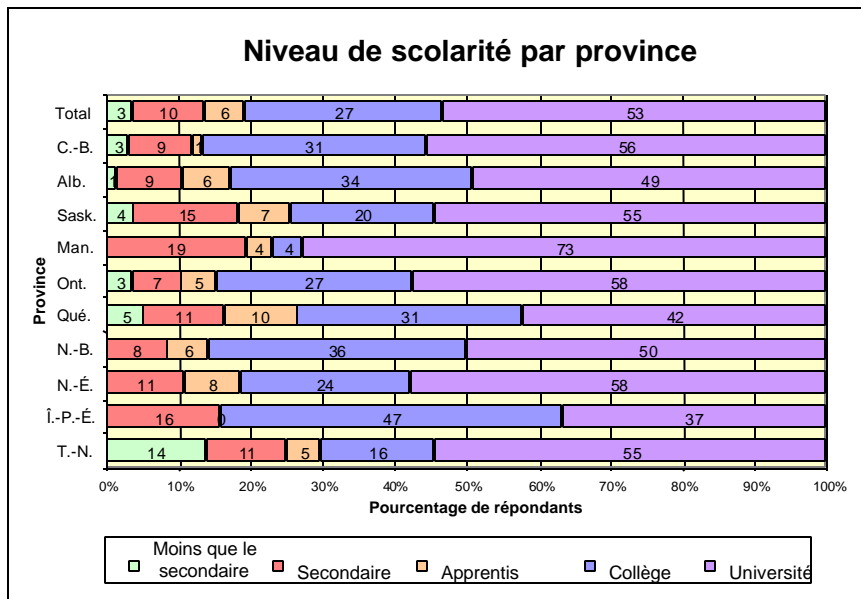 Niveau de scolarité par province
Total 3 10 6 27 53
C.-B. 3 9 1 31 56
Alb. 1 9 6 34 49
Sask. 4 15 7 20 55
Man. 19 4 4 73
Ont. 3 7 5 27 58
Qué. 5 11 10 31 42
N.-B. 8 6 36 50
N.-É. 11 8 24 58
Î.-P.-É. 16 0 47 37
T.-N. 14 11 5 16 55
Province
0% 10% 20% 30% 40% 50% 60% 70% 80% 90% 100%
Pourcentage de répondants
Moins que le
secondaire Secondaire Apprentis Collège Université